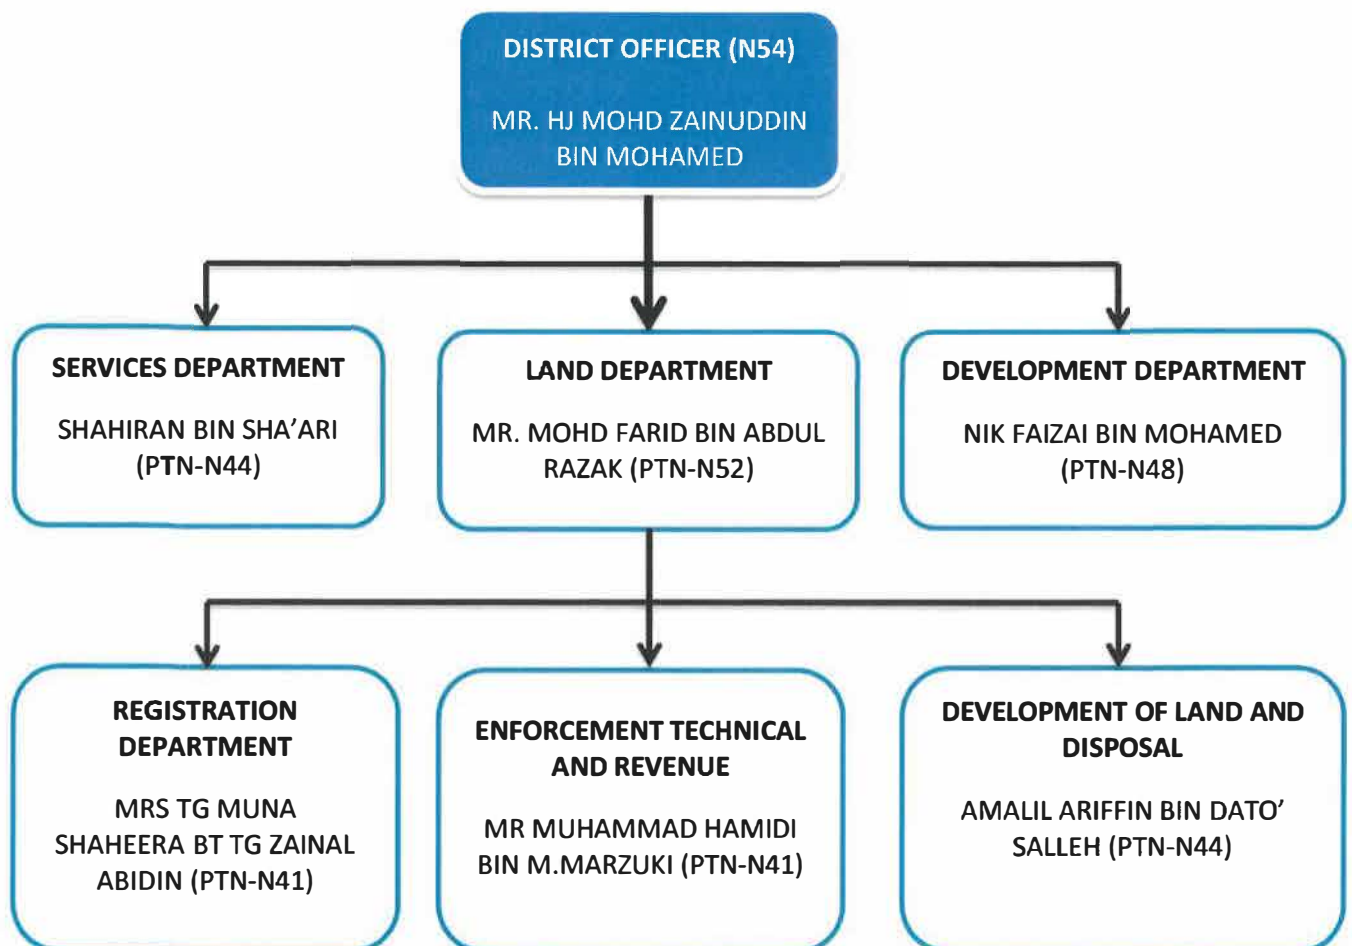 DISTRICT OFFICER (N54)
MR. HJ MOHD ZAINUDDIN
BIN MOHAMED
SERVICES DEPARTMENT
SHAHIRAN BIN SHA’ARI
(PTN-N44)
LAND DEPARTMENT
MR. MOHD FARID BIN ABDUL
RAZAK (PTN-N52)
DEVELOPMENT DEPARTMENT
NIK FAIZAI BIN MOHAMED
(PTN-N48)
REGISTRATION
DEPARTMENT
MRS TG MUNA
SHAHEERA BT TG ZAINAL
ABIDIN (PTN-N41)
ENFORCEMENT TECHNICAL
AND REVENUE
MR MUHAMMAD HAMIDI
BIN M.MARZUKI (PTN-N41)
DEVELOPMENT OF LAND AND
DISPOSAL
AMALIL ARIFFIN BIN DATO’
SALLEH (PTN-N44)